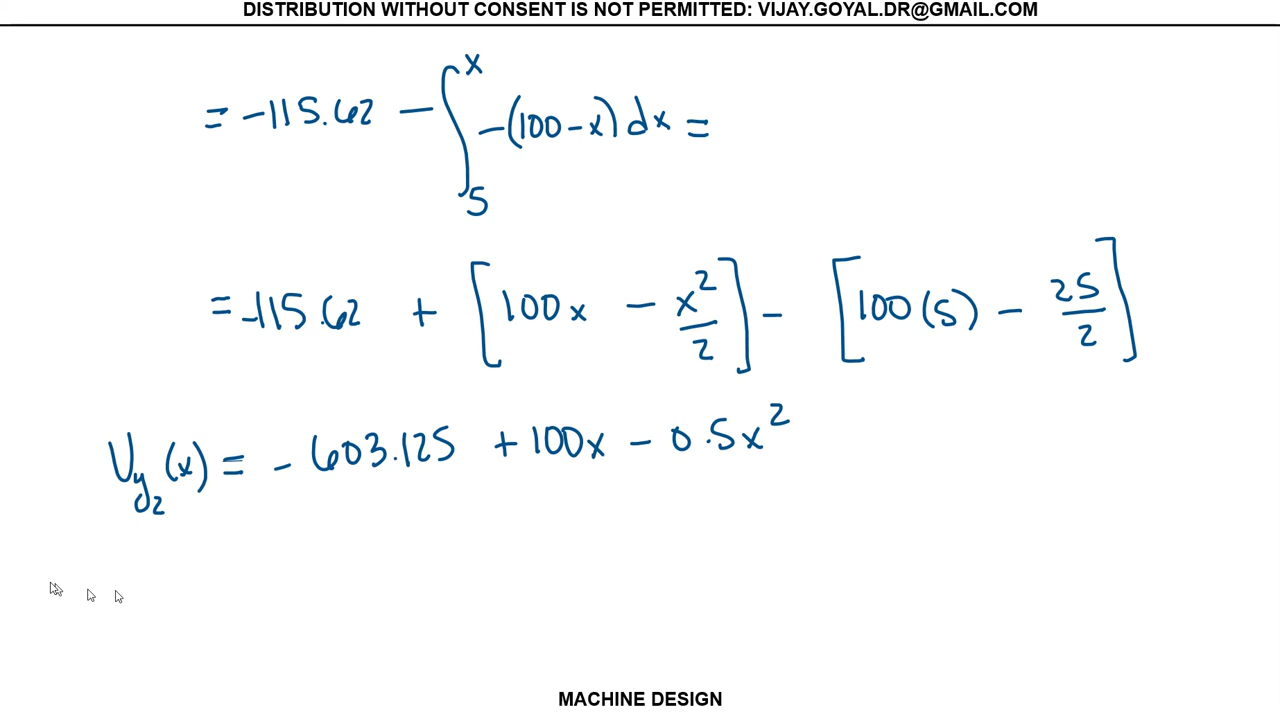 DISTRIBUTION WITHOUT CONSENT IS NOT PERMITTED: VIJAY.GOYAL.DR@GMAIL.COM
= -115.62 - ∫₅ˣ -(100-x) dx =
= -115.62 + [100x - x²/2] - [100(5) - 25/2]
V_y₂(x) = - 603.125 + 100x - 0.5x²
MACHINE DESIGN